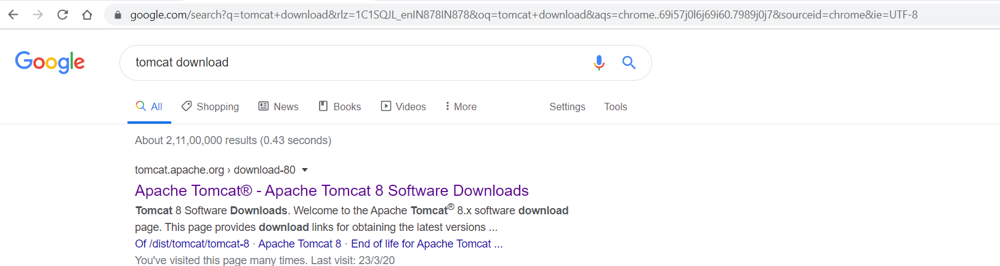 google.com/search?q=tomcat+download&rlz=1C1SQJL_enIN878IN878&oq=tomcat+download&aqs=chrome..69i57j0l6j69i60.7989j0j7&sourceid=chrome&ie=UTF-8
Google
tomcat download
All Shopping News Books Videos More Settings Tools
About 2,11,00,000 results (0.43 seconds)
tomcat.apache.org › download-80
Apache Tomcat® - Apache Tomcat 8 Software Downloads
Tomcat 8 Software Downloads. Welcome to the Apache Tomcat® 8.x software download
page. This page provides download links for obtaining the latest versions ...
Of /dist/tomcat/tomcat-8 · Apache Tomcat 8 · End of life for Apache Tomcat ...
You've visited this page many times. Last visit: 23/3/20